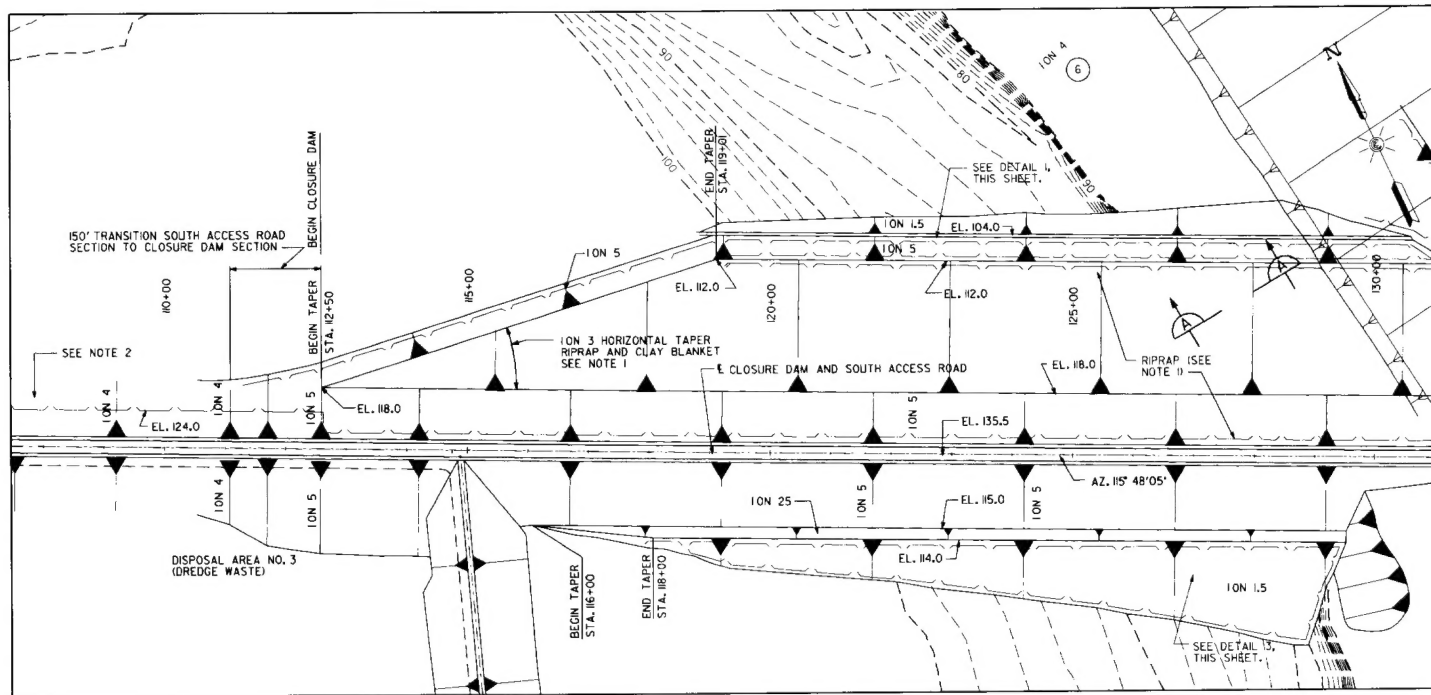 90
80
1 ON 4
6
N
100
90
BEGIN CLOSURE DAM
END TAPER
STA. 119+01
SEE DETAIL 1,
THIS SHEET.
150' TRANSITION SOUTH ACCESS ROAD
SECTION TO CLOSURE DAM SECTION
1 ON 1.5
EL. 104.0
1 ON 5
1 ON 5
A
110+00
BEGIN TAPER
STA. 112+50
115+00
EL. 112.0
120+00
EL. 112.0
125+00
130+00
A
SEE NOTE 2
1 ON 3 HORIZONTAL TAPER
RIPRAP AND CLAY BLANKET
SEE NOTE 1
RIPRAP (SEE
NOTE 1)
℄ CLOSURE DAM AND SOUTH ACCESS ROAD
EL. 118.0
1 ON 4
1 ON 4
1 ON 5
EL. 118.0
1 ON 5
EL. 124.0
EL. 135.5
AZ. 115° 48'05"
1 ON 4
1 ON 5
1 ON 25
1 ON 5
EL. 115.0
1 ON 5
DISPOSAL AREA NO. 3
(DREDGE WASTE)
EL. 114.0
BEGIN TAPER
STA. 116+00
END TAPER
STA. 118+00
1 ON 1.5
SEE DETAIL 3,
THIS SHEET.